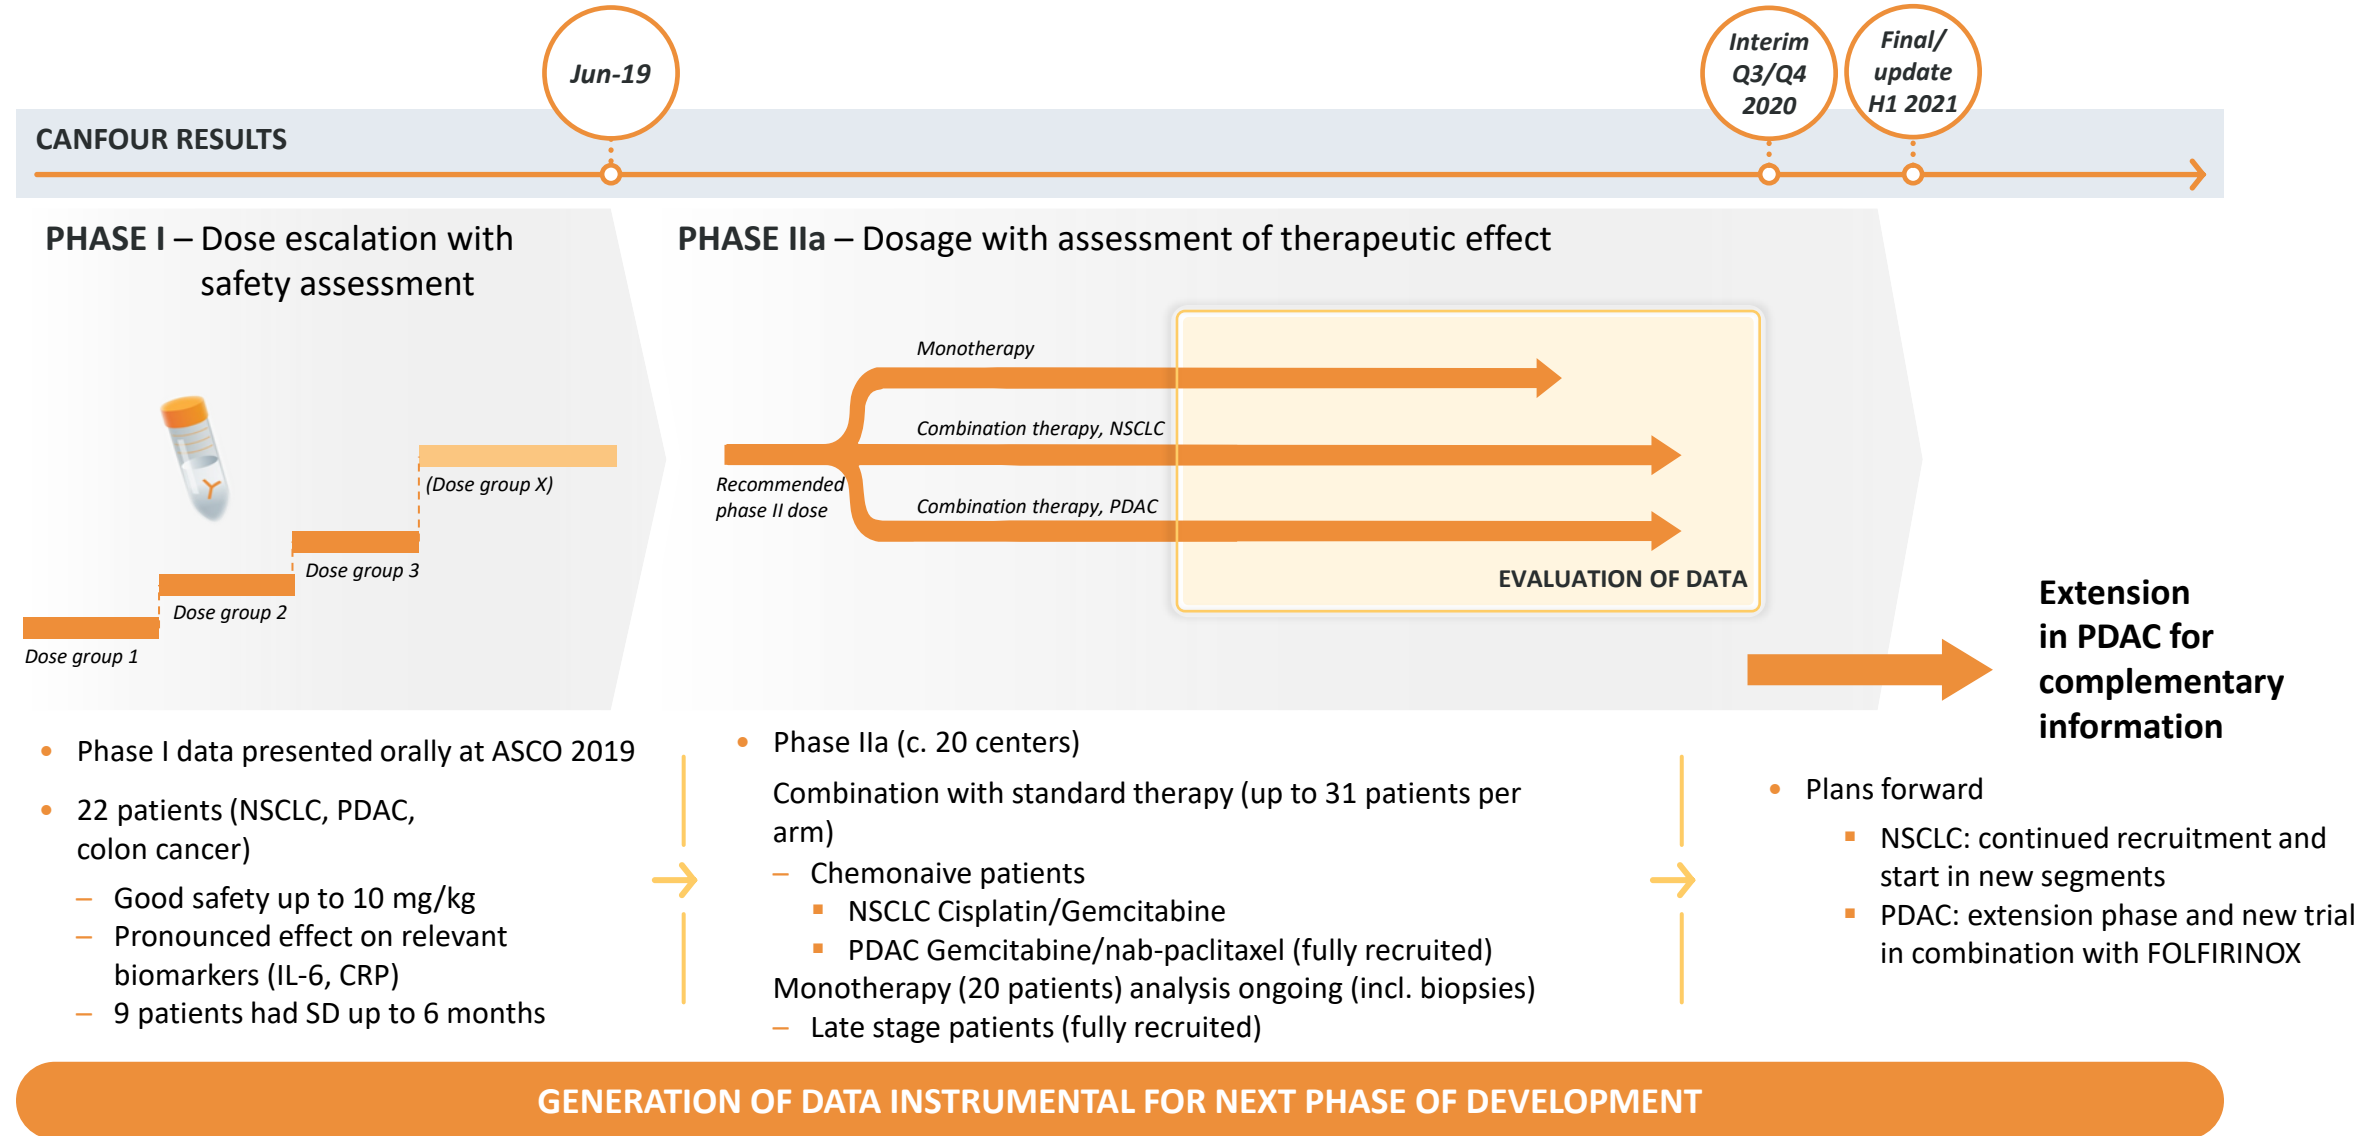 Jun-19
Interim
Q3/Q4
2020
Final/
update
H1 2021
CANFOUR RESULTS
PHASE I – Dose escalation with
safety assessment
PHASE IIa – Dosage with assessment of therapeutic effect
Dose group 1
Dose group 2
Dose group 3
(Dose group X)
Recommended
phase II dose
Monotherapy
Combination therapy, NSCLC
Combination therapy, PDAC
EVALUATION OF DATA
Extension
in PDAC for
complementary
information
• Phase I data presented orally at ASCO 2019
• 22 patients (NSCLC, PDAC,
colon cancer)
– Good safety up to 10 mg/kg
– Pronounced effect on relevant
biomarkers (IL-6, CRP)
– 9 patients had SD up to 6 months
• Phase IIa (c. 20 centers)
Combination with standard therapy (up to 31 patients per
arm)
– Chemonaive patients
▪ NSCLC Cisplatin/Gemcitabine
▪ PDAC Gemcitabine/nab-paclitaxel (fully recruited)
Monotherapy (20 patients) analysis ongoing (incl. biopsies)
– Late stage patients (fully recruited)
• Plans forward
▪ NSCLC: continued recruitment and
start in new segments
▪ PDAC: extension phase and new trial
in combination with FOLFIRINOX
GENERATION OF DATA INSTRUMENTAL FOR NEXT PHASE OF DEVELOPMENT